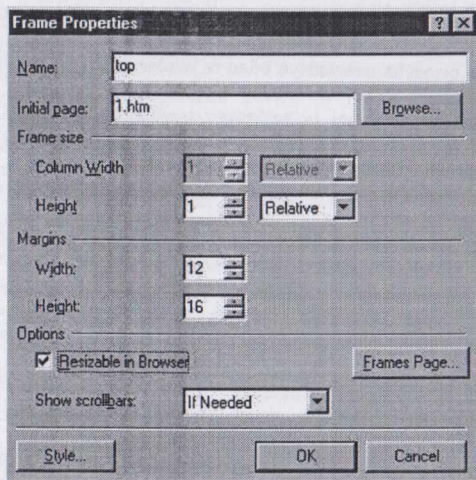 Frame Properties
Name: top
Initial page: 1.htm Browse...
Frame size
Column Width 1 Relative
Height 1 Relative
Margins
Width: 12
Height: 16
Options
Resizable in Browser Frames Page...
Show scrollbars: If Needed
Style... OK Cancel